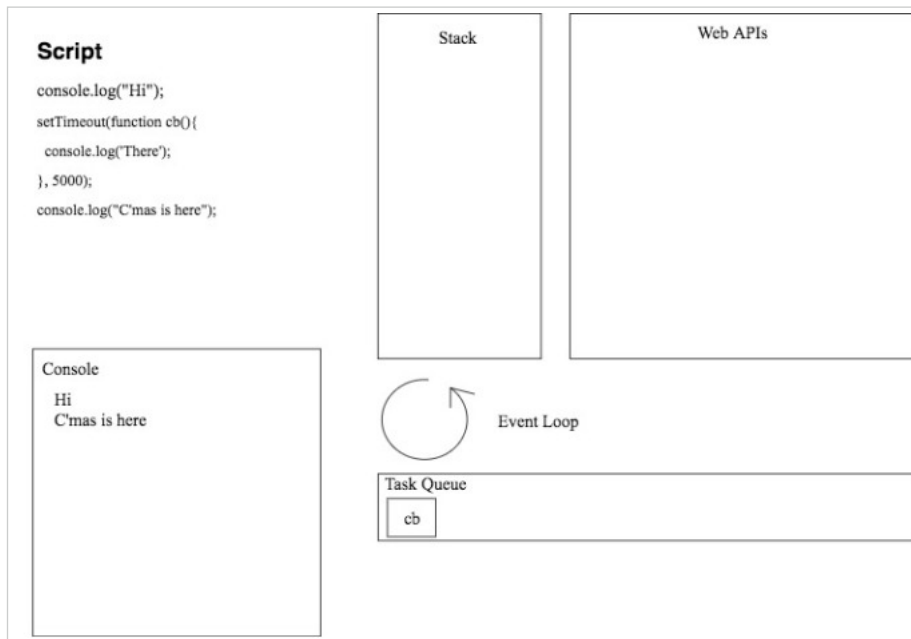 Script
console.log("Hi");
setTimeout(function cb(){
console.log('There');
}, 5000);
console.log("C'mas is here");
Stack
Web APIs
Console
Hi
C'mas is here
Event Loop
Task Queue
cb